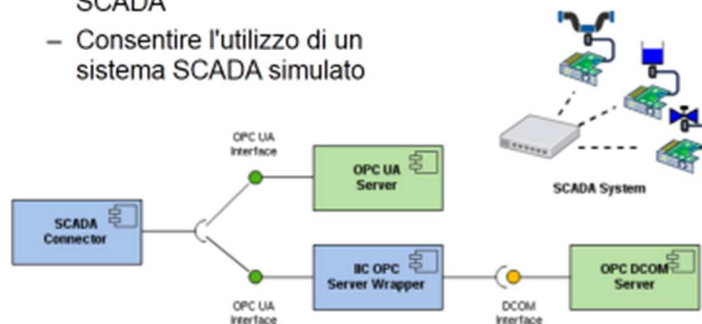 SCADA
– Consentire l'utilizzo di un
sistema SCADA simulato
OPC UA
Interface
OPC UA
Server
SCADA System
SCADA
Connector
IIC OPC
Server Wrapper
OPC DCOM
Server
OPC UA
Interface
DCOM
Interface